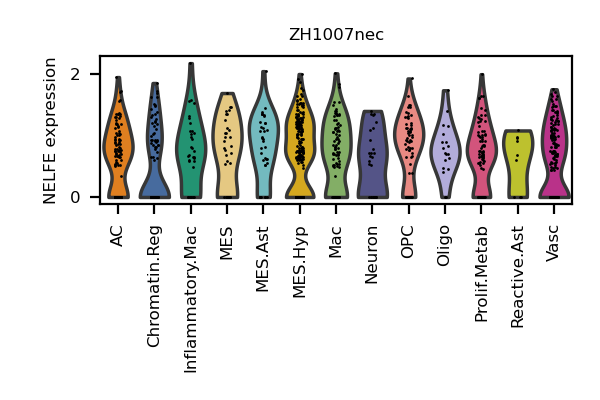 ZH1007nec
NELFE expression
2
0
AC
Chromatin.Reg
Inflammatory.Mac
MES
MES.Ast
MES.Hyp
Mac
Neuron
OPC
Oligo
Prolif.Metab
Reactive.Ast
Vasc